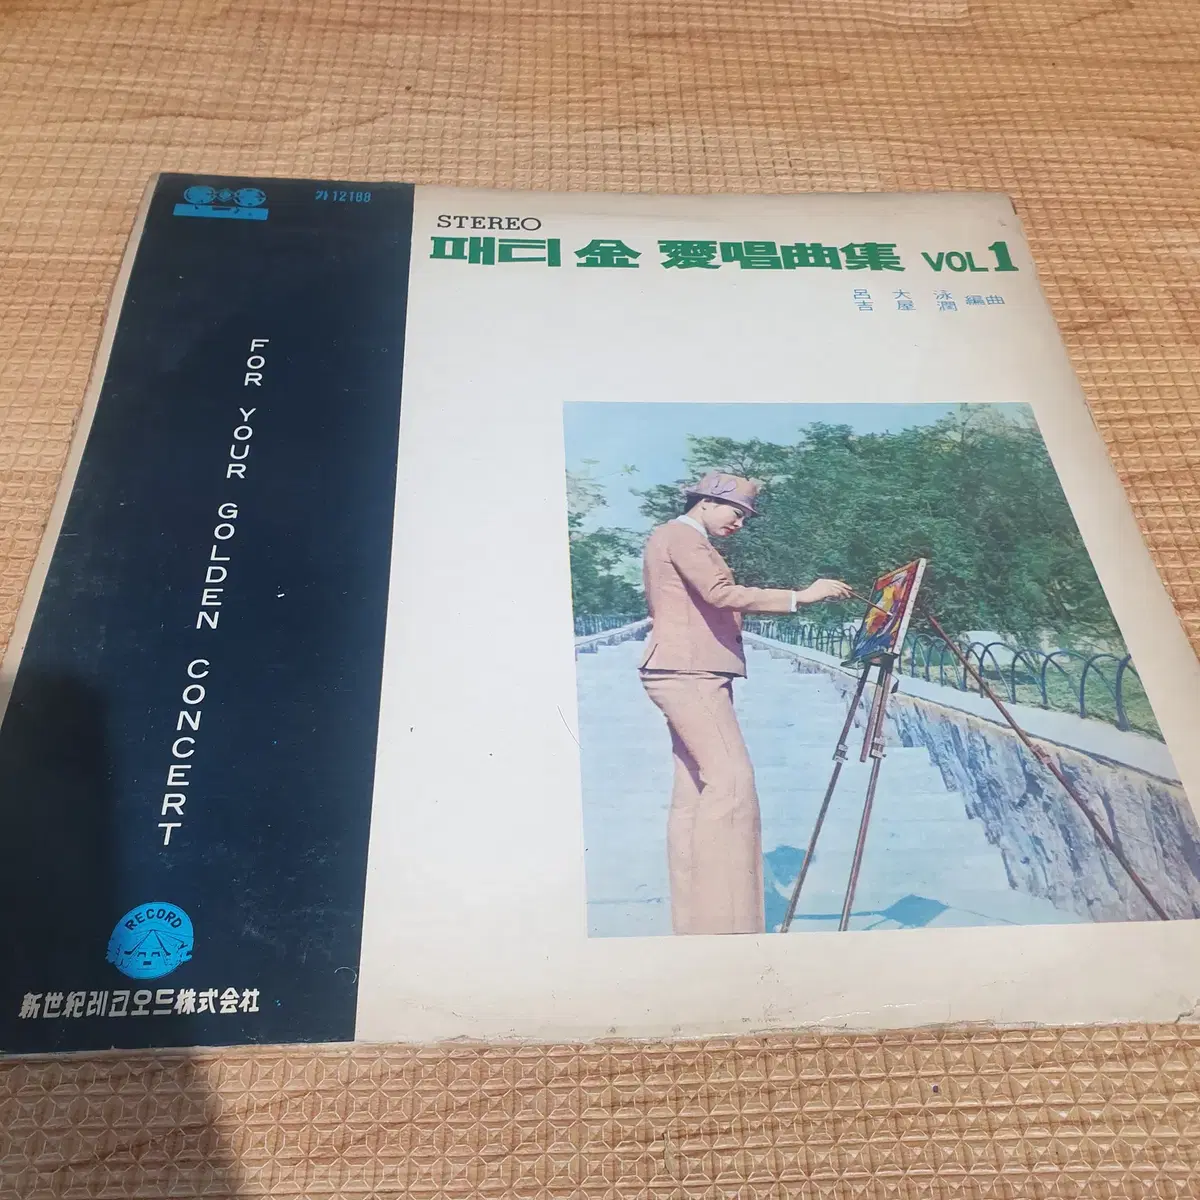 가12188
STEREO
패티 金 愛唱曲集 VOL 1
呂大泳
吉屋潤 編曲
FOR YOUR GOLDEN CONCERT
RECORD
新世紀레코오드株式会社